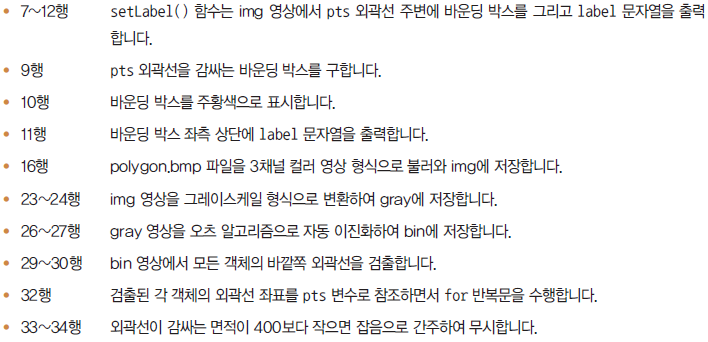 • 7~12행 setLabel() 함수는 img 영상에서 pts 외곽선 주변에 바운딩 박스를 그리고 label 문자열을 출력
합니다.
• 9행 pts 외곽선을 감싸는 바운딩 박스를 구합니다.
• 10행 바운딩 박스를 주황색으로 표시합니다.
• 11행 바운딩 박스 좌측 상단에 label 문자열을 출력합니다.
• 16행 polygon.bmp 파일을 3채널 컬러 영상 형식으로 불러와 img에 저장합니다.
• 23~24행 img 영상을 그레이스케일 형식으로 변환하여 gray에 저장합니다.
• 26~27행 gray 영상을 오츠 알고리즘으로 자동 이진화하여 bin에 저장합니다.
• 29~30행 bin 영상에서 모든 객체의 바깥쪽 외곽선을 검출합니다.
• 32행 검출된 각 객체의 외곽선 좌표를 pts 변수로 참조하면서 for 반복문을 수행합니다.
• 33~34행 외곽선이 감싸는 면적이 400보다 작으면 잡음으로 간주하여 무시합니다.